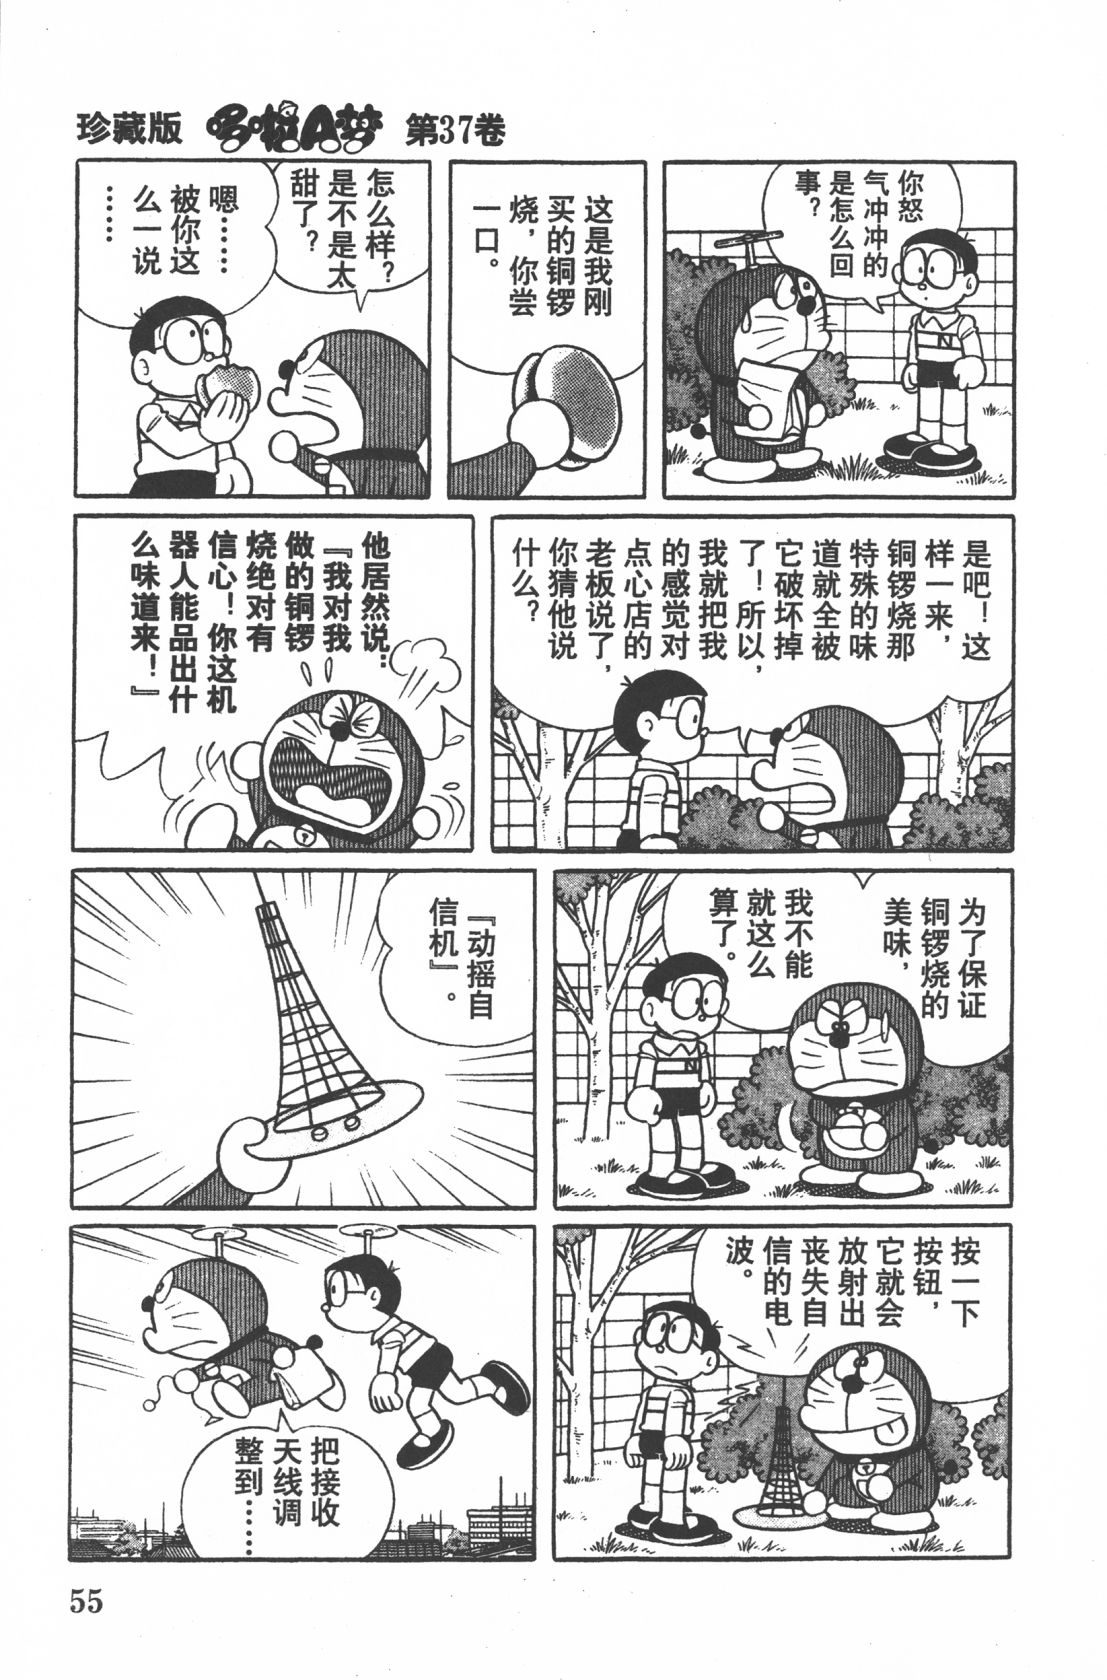 珍藏版 哆啦A梦 第37卷
你怒
气冲冲的
是怎么回
事？
这是我刚
买的铜锣
烧，你尝
一口。
怎么样？
是不是太
甜了？
嗯……
被你这
么一说
……
是吧！这
样一来，
铜锣烧那
特殊的味
道就全被
它破坏掉
了！所以，
我就把我
的感觉对
点心店的
老板说了，
你猜他说
什么？
他居然说：
『我对我
做的铜锣
烧绝对有
信心！你这机
器人能品出什
么味道来！』
为了保证
铜锣烧的
美味，
我不能
就这么
算了。
『动摇自
信机』。
按一下
按钮，
它就会
放射出
丧失自
信的电
波。
把接收
天线调
整到……
55